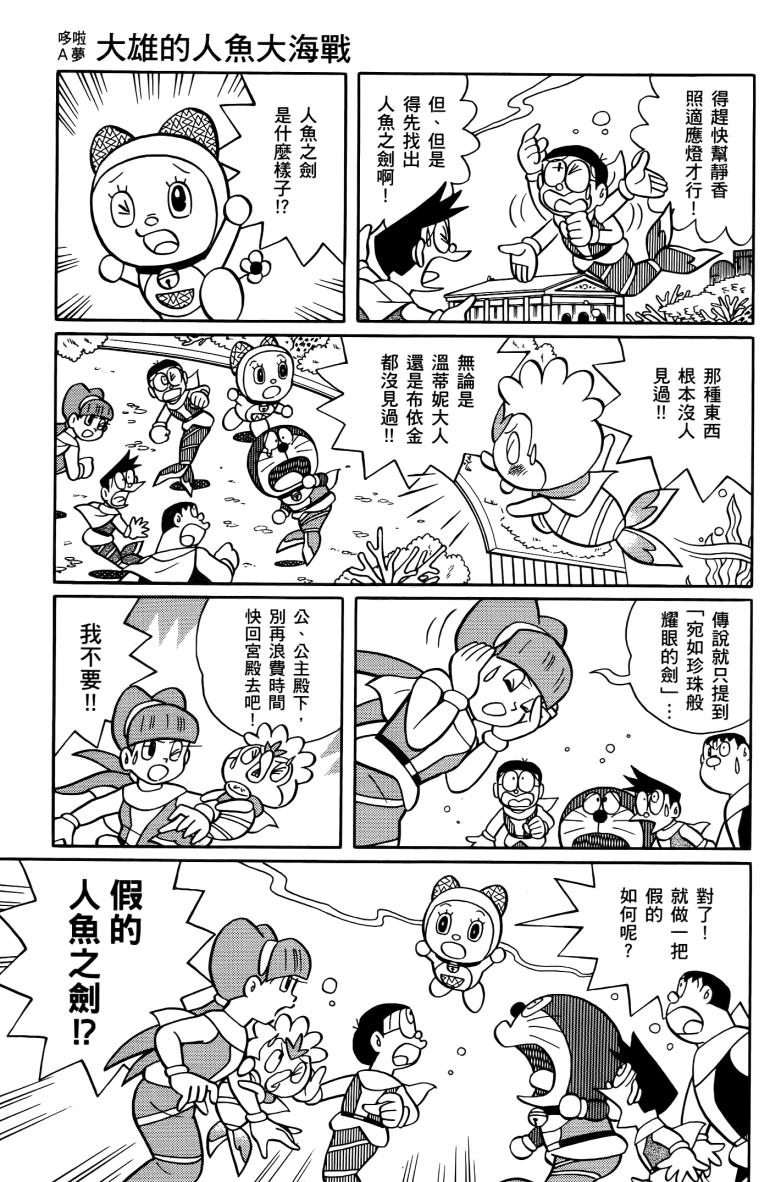 哆啦
A夢
大雄的人魚大海戰
得趕快幫靜香
照適應燈才行！
但、但是
得先找出
人魚之劍啊！
人魚之劍
是什麼樣子!?
那種東西
根本沒人
見過!!
無論是
溫蒂妮大人
還是布依金
都沒見過!!
傳說就只提到
「宛如珍珠般
耀眼的劍」…
公、公主殿下，
別再浪費時間
快回宮殿去吧！
我不要!!
對了！
就做一把
假的
如何呢？
假的
人魚之劍!?